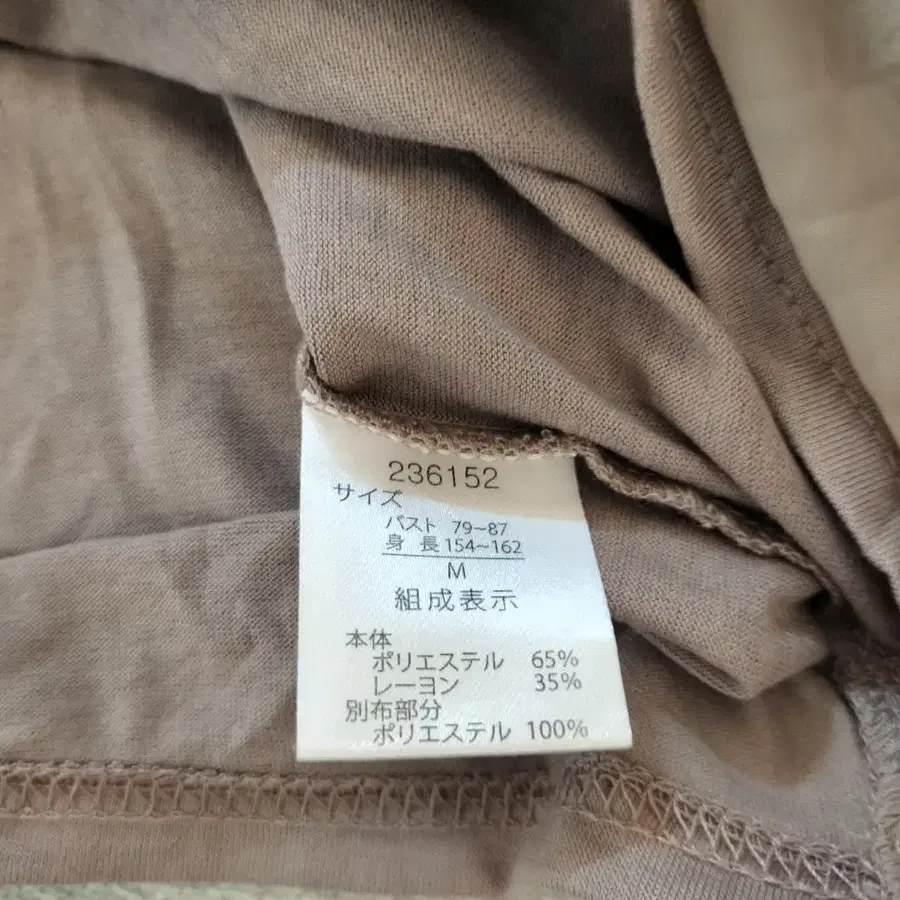 236152
サイズ
バスト 79~87
身長 154~162
M
組成表示
本体
ポリエステル 65%
レーヨン 35%
別布部分
ポリエステル 100%